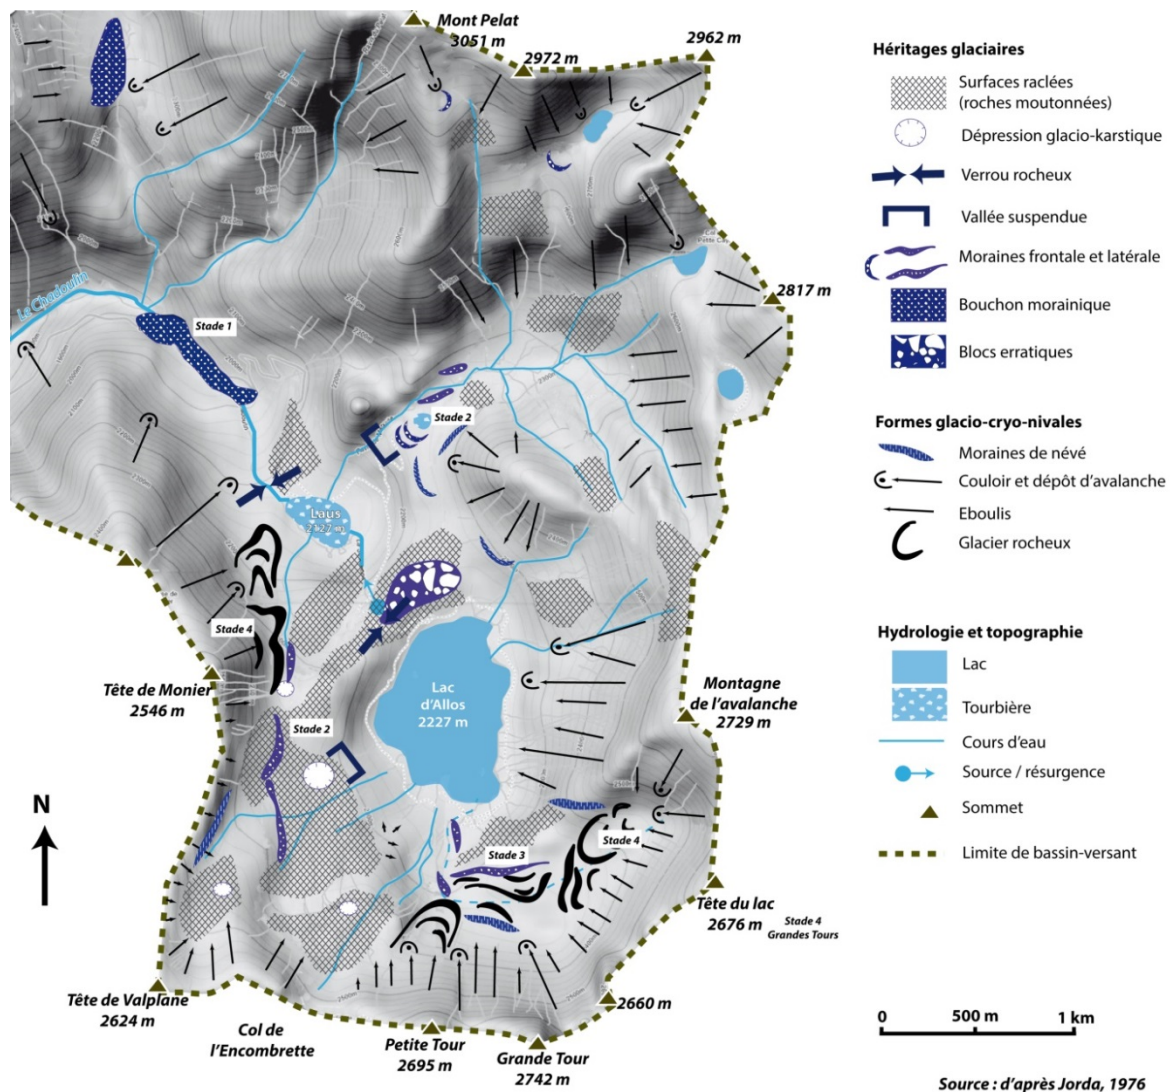 Mont Pelat
3051 m
2972 m
2962 m
2817 m
Le Chadoulin
Stade 1
Stade 2
Laus
2127 m
Stade 4
Tête de Monier
2546 m
Stade 2
Lac
d'Allos
2227 m
Montagne
de l'avalanche
2729 m
N
Stade 3
Stade 4
Tête du lac
2676 m
Stade 4
Grandes Tours
2660 m
Tête de Valplane
2624 m
Col de
l'Encombrette
Petite Tour
2695 m
Grande Tour
2742 m
Héritages glaciaires
Surfaces raclées
(roches moutonnées)
Dépression glacio-karstique
Verrou rocheux
Vallée suspendue
Moraines frontale et latérale
Bouchon morainique
Blocs erratiques
Formes glacio-cryo-nivales
Moraines de névé
Couloir et dépôt d'avalanche
Eboulis
Glacier rocheux
Hydrologie et topographie
Lac
Tourbière
Cours d'eau
Source / résurgence
Sommet
Limite de bassin-versant
0 500 m 1 km
Source : d'après Jorda, 1976